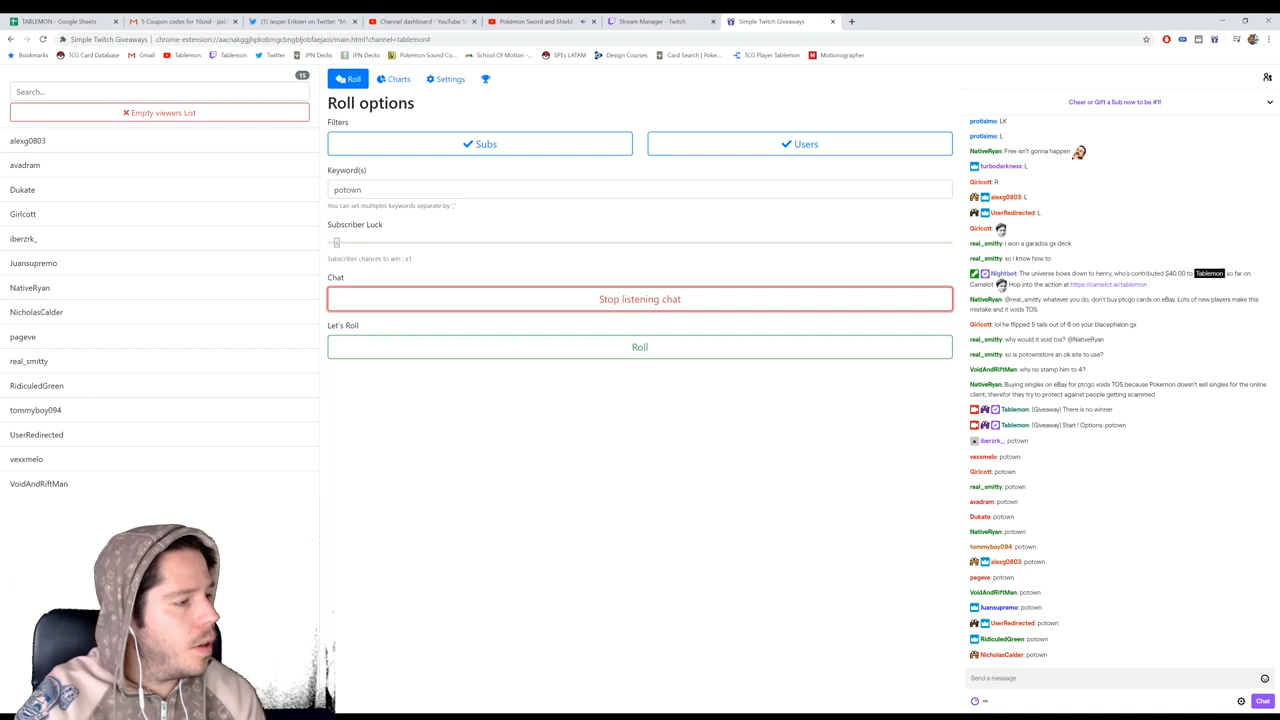 TABLEMON - Google Sheets
5 Coupon codes for 10usd - pal
(1) Jesper Eriksen on Twitter: "M
Channel dashboard - YouTube S
Pokémon Sword and Shield
Stream Manager - Twitch
Simple Twitch Giveaways
Simple Twitch Giveaways
chrome-extension://aacnakggjhpkobmgcbngbljobfaejaoi/main.html?channel=tablemon#
Bookmarks
TCG Card Database
Gmail
Tablemon
Tablemon
Twitter
JPN Decks
JPN Decks
Pokemon Sound Co...
School Of Motion -...
SPEs LATAM
Design Courses
Card Search | Poke...
TCG Player Tablemon
Motionographer
15
Search...
Empty viewers List
alexg0803
avadram
Dukate
Girlcott
iberzrk_
Juansupremo
NativeRyan
NicholasCalder
pageve
real_smitty
RidiculedGreen
tommyboy094
UserRedirected
vexxmelo
VoidAndRiftMan
Roll
Charts
Settings
Roll options
Filters
Subs
Users
Keyword(s)
potown
You can set multiples keywords separate by ','
Subscriber Luck
Subscriber chances to win : x1
Chat
Stop listening chat
Let's Roll
Roll
Cheer or Gift a Sub now to be #1!
protisimo: LK
protisimo: L
NativeRyan: Free isn't gonna happen
turbodarkness: L
Girlcott: R
alexg0803: L
UserRedirected: L
Girlcott:
real_smitty: i won a garados gx deck
real_smitty: so i know how to
Nightbot: The universe bows down to henry, who's contributed $40.00 to Tablemon so far on
Camelot Hop into the action at https://camelot.ai/tablemon
NativeRyan: @real_smitty whatever you do, don't buy ptcgo cards on eBay. Lots of new players make this
mistake and it voids TOS.
Girlcott: lol he flipped 5 tails out of 6 on your blacephalon gx
real_smitty: why would it void tos? @NativeRyan
real_smitty: so is potownstore an ok site to use?
VoidAndRiftMan: why no stamp him to 4?
NativeRyan: Buying singles on eBay for ptcgo voids TOS because Pokemon doesn't sell singles for the online
client, therefor they try to protect against people getting scammed
Tablemon: [Giveaway] There is no winner
Tablemon: [Giveaway] Start ! Options: potown
iberzrk_: potown
vexxmelo: potown
Girlcott: potown
real_smitty: potown
avadram: potown
Dukate: potown
NativeRyan: potown
tommyboy094: potown
alexg0803: potown
pageve: potown
VoidAndRiftMan: potown
Juansupremo: potown
UserRedirected: potown
RidiculedGreen: potown
NicholasCalder: potown
Send a message
Chat